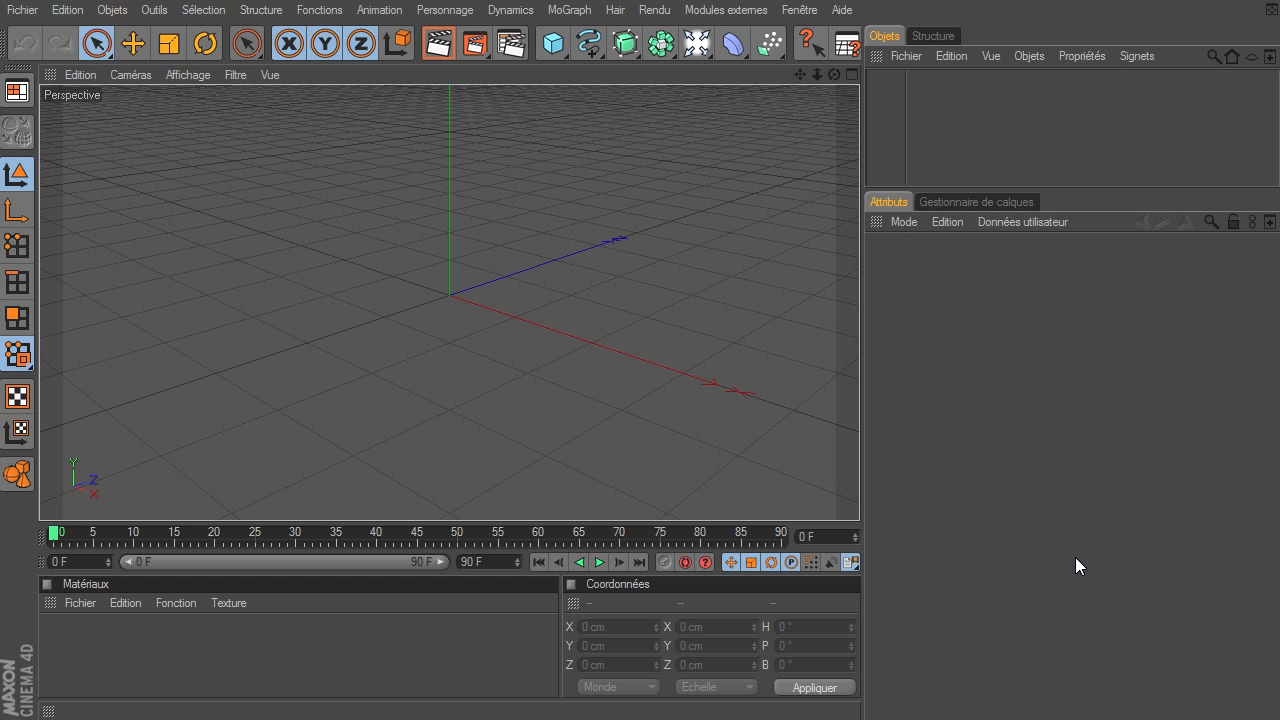 Fichier Edition Objets Outils Sélection Structure Fonctions Animation Personnage Dynamics MoGraph Hair Rendu Modules externes Fenêtre Aide
X Y Z
Objets Structure
Fichier Edition Vue Objets Propriétés Signets
Edition Caméras Affichage Filtre Vue
Perspective
Attributs Gestionnaire de calques
Mode Edition Données utilisateur
Y
Z
X
0 5 10 15 20 25 30 35 40 45 50 55 60 65 70 75 80 85 90 0 F
0 F 0 F 90 F 90 F
Matériaux Coordonnées
Fichier Edition Fonction Texture -- -- --
X 0 cm X 0 cm H 0 °
Y 0 cm Y 0 cm P 0 °
Z 0 cm Z 0 cm B 0 °
Monde Echelle Appliquer
MAXON
CINEMA 4D